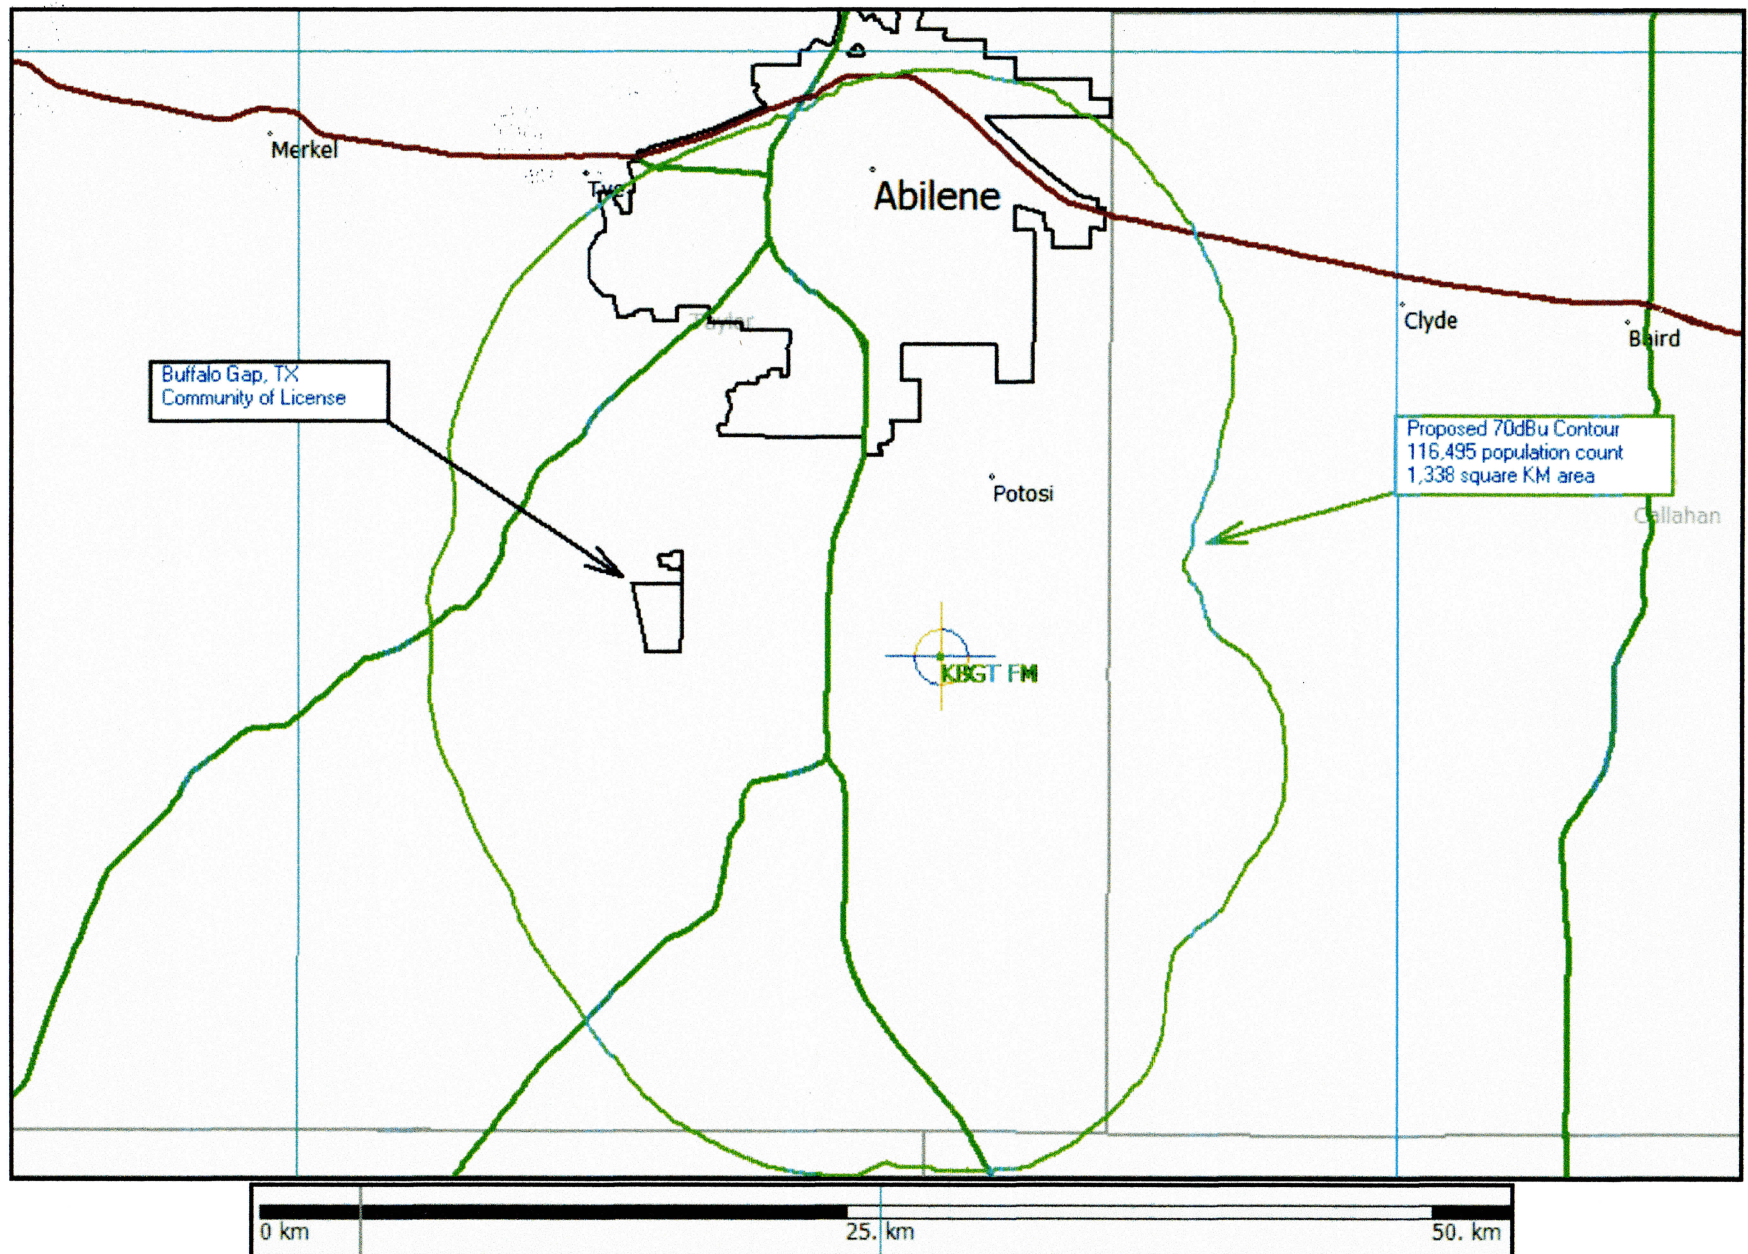 Merkel
Tye
Abilene
Taylor
Clyde
Baird
Buffalo Gap, TX
Community of License
Proposed 70dBu Contour
116,495 population count
1,338 square KM area
Potosi
Callahan
KBGT FM
0 km
25. km
50. km